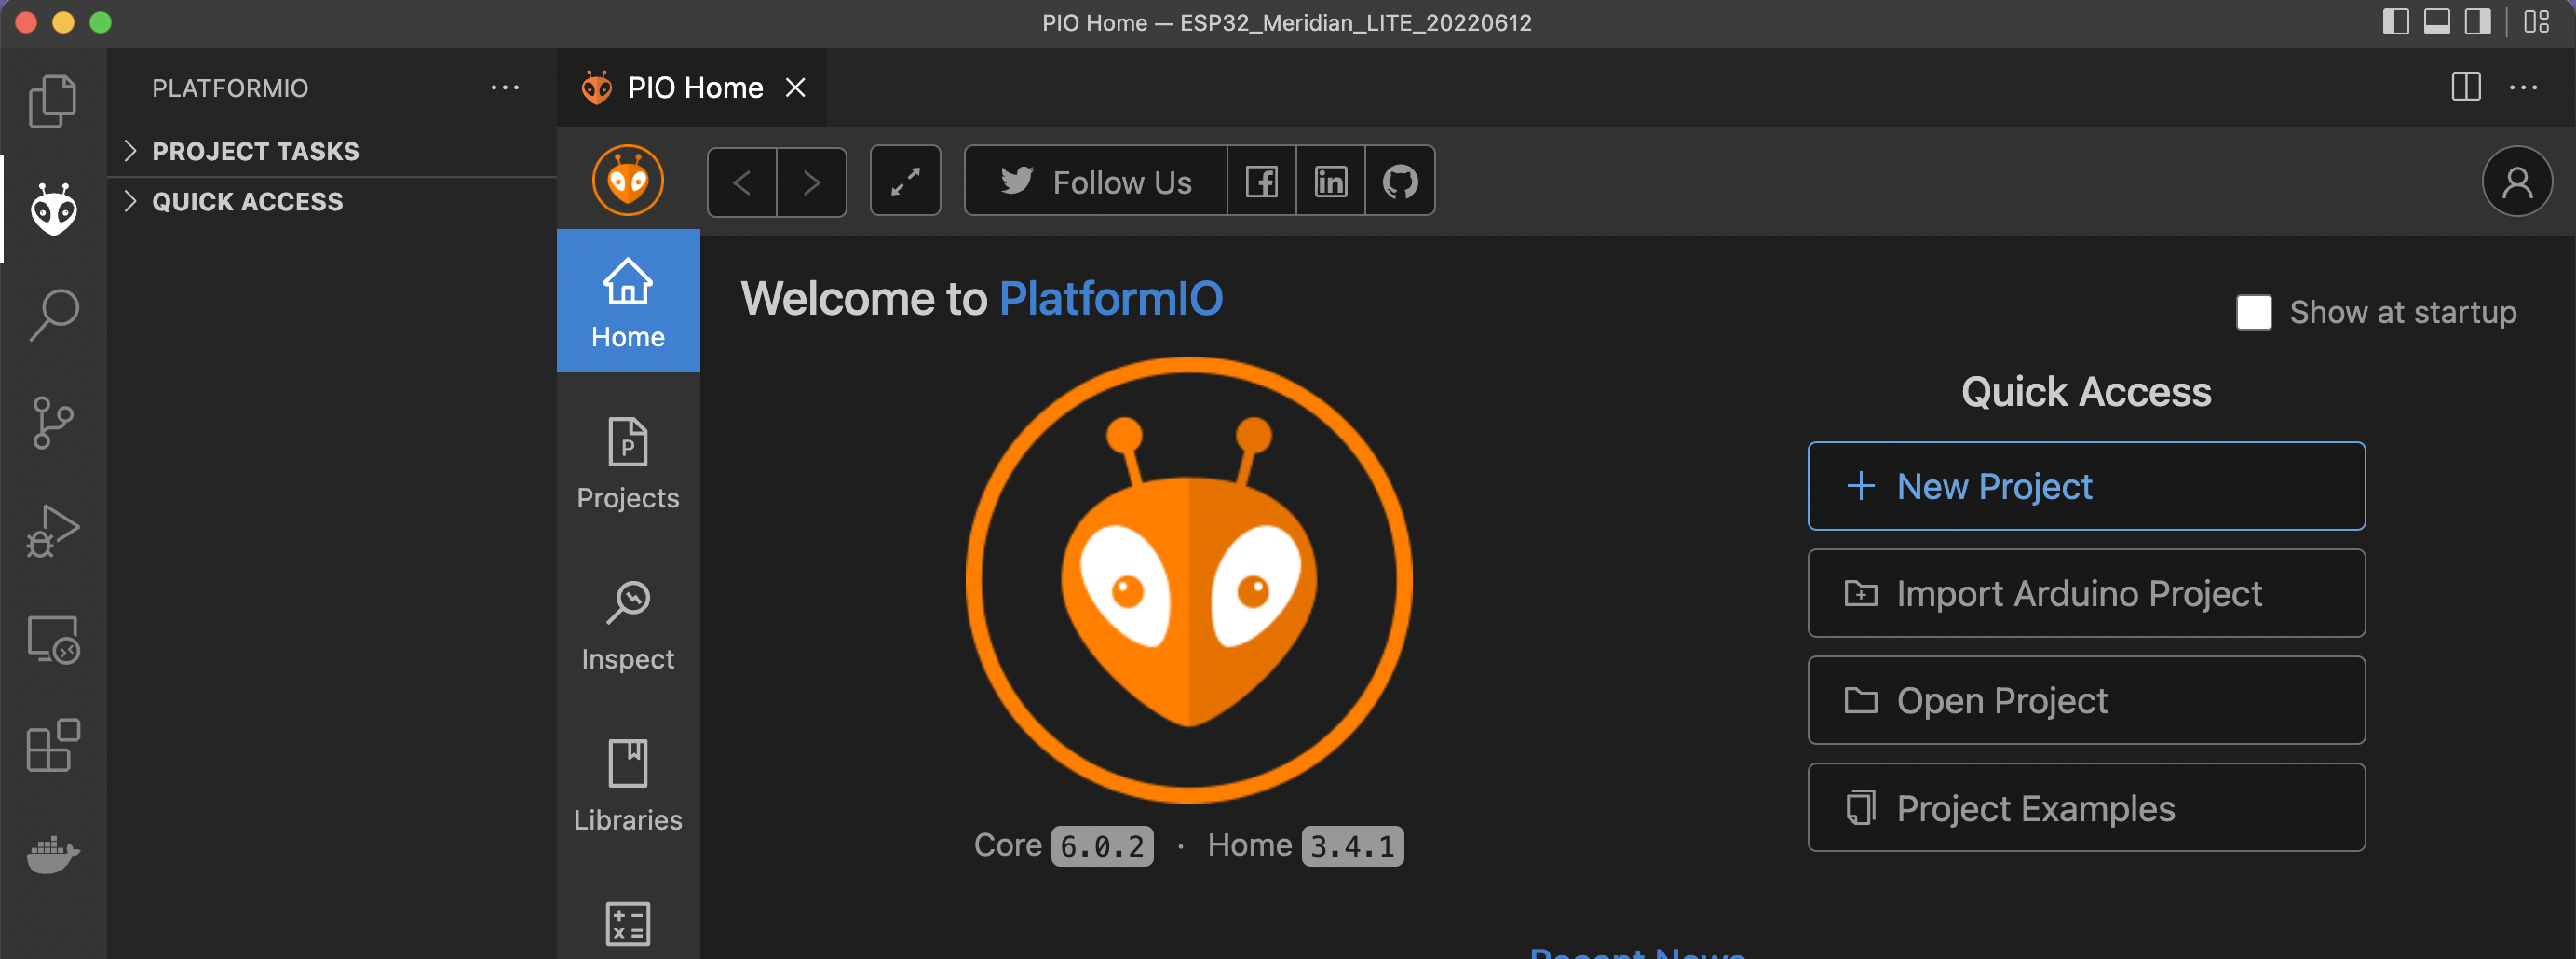 PIO Home — ESP32_Meridian_LITE_20220612
PLATFORMIO
PROJECT TASKS
QUICK ACCESS
PIO Home
Follow Us
Home
Projects
Inspect
Libraries
Welcome to PlatformIO
Show at startup
Core 6.0.2 · Home 3.4.1
Quick Access
New Project
Import Arduino Project
Open Project
Project Examples
Recent News